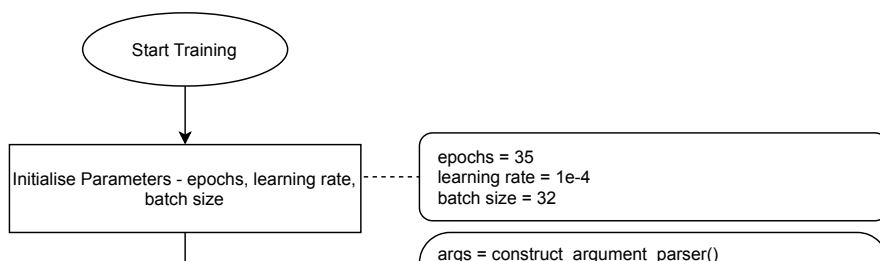 Start Training
Initialise Parameters - epochs, learning rate,
batch size
epochs = 35
learning rate = 1e-4
batch size = 32
args = construct_argument_parser()